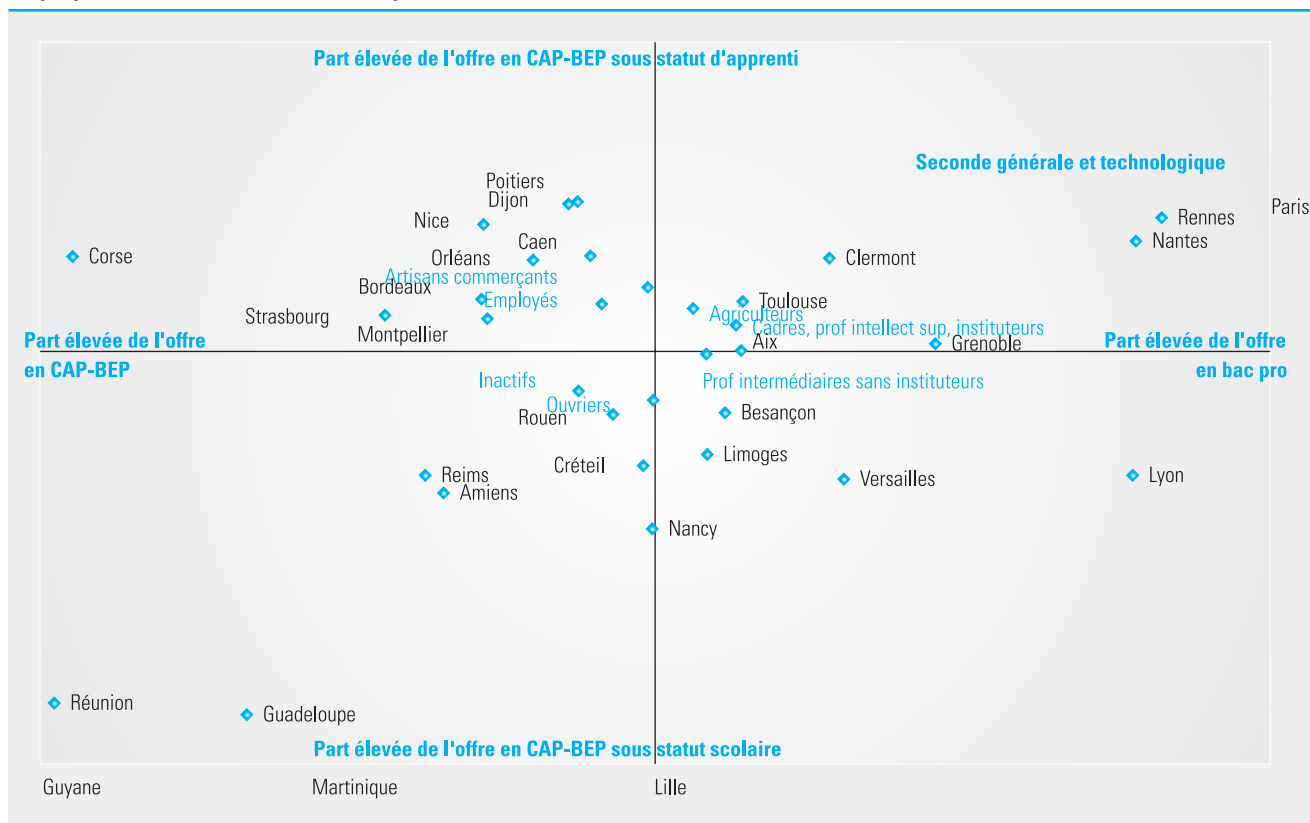 Part élevée de l'offre en CAP-BEP sous statut d'apprenti
Seconde générale et technologique
Poitiers
Dijon
Nice
Rennes
Paris
Caen
Nantes
Corse
Orléans
Clermont
Artisans commerçants
Bordeaux
Employés
Toulouse
Strasbourg
Agriculteurs
Montpellier
Cadres, prof intellect sup, instituteurs
Part élevée de l'offre
en CAP-BEP
Aix
Grenoble
Part élevée de l'offre
en bac pro
Inactifs
Prof intermédiaires sans instituteurs
Ouvriers
Rouen
Besançon
Limoges
Créteil
Reims
Amiens
Versailles
Lyon
Nancy
Réunion
Guadeloupe
Part élevée de l'offre en CAP-BEP sous statut scolaire
Guyane
Martinique
Lille